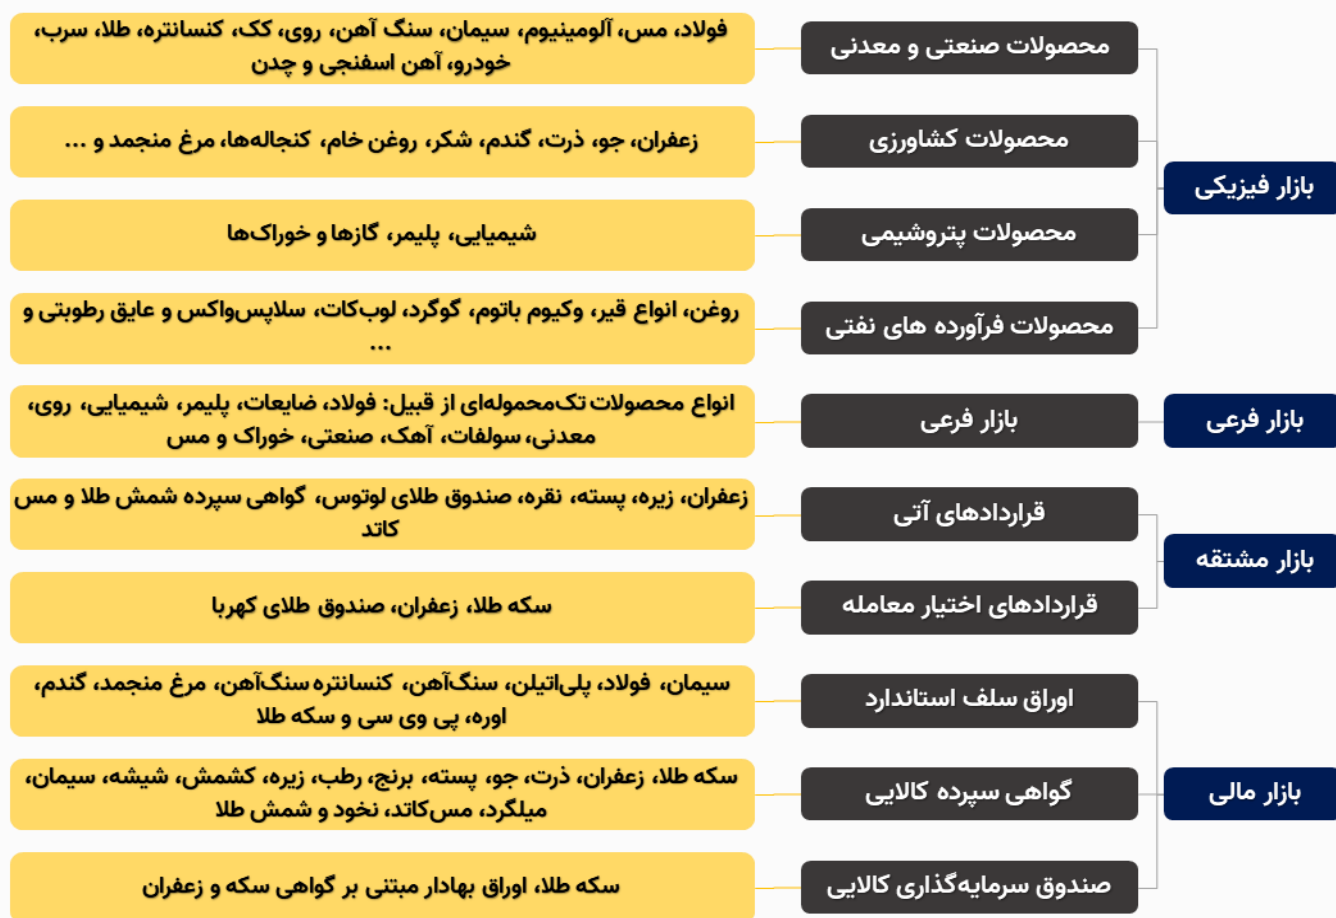 بازار فیزیکی
محصولات صنعتی و معدنی
فولاد، مس، آلومینیوم، سیمان، سنگ آهن، روی، کک، کنسانتره، طلا، سرب،
خودرو، آهن اسفنجی و چدن
محصولات کشاورزی
زعفران، جو، ذرت، گندم، شکر، روغن خام، کنجاله‌ها، مرغ منجمد و ...
محصولات پتروشیمی
شیمیایی، پلیمر، گازها و خوراک‌ها
محصولات فرآورده های نفتی
روغن، انواع قیر، وکیوم باتوم، گوگرد، لوب‌کات، سلاپس‌واکس و عایق رطوبتی و
...
بازار فرعی
بازار فرعی
انواع محصولات تک‌محموله‌ای از قبیل: فولاد، ضایعات، پلیمر، شیمیایی، روی،
معدنی، سولفات، آهک، صنعتی، خوراک و مس
بازار مشتقه
قراردادهای آتی
زعفران، زیره، پسته، نقره، صندوق طلای لوتوس، گواهی سپرده شمش طلا و مس
کاتد
قراردادهای اختیار معامله
سکه طلا، زعفران، صندوق طلای کهربا
بازار مالی
اوراق سلف استاندارد
سیمان، فولاد، پلی‌اتیلن، سنگ‌آهن، کنسانتره سنگ‌آهن، مرغ منجمد، گندم،
اوره، پی وی سی و سکه طلا
گواهی سپرده کالایی
سکه طلا، زعفران، ذرت، جو، پسته، برنج، رطب، زیره، کشمش، شیشه، سیمان،
میلگرد، مس‌کاتد، نخود و شمش طلا
صندوق سرمایه‌گذاری کالایی
سکه طلا، اوراق بهادار مبتنی بر گواهی سکه و زعفران